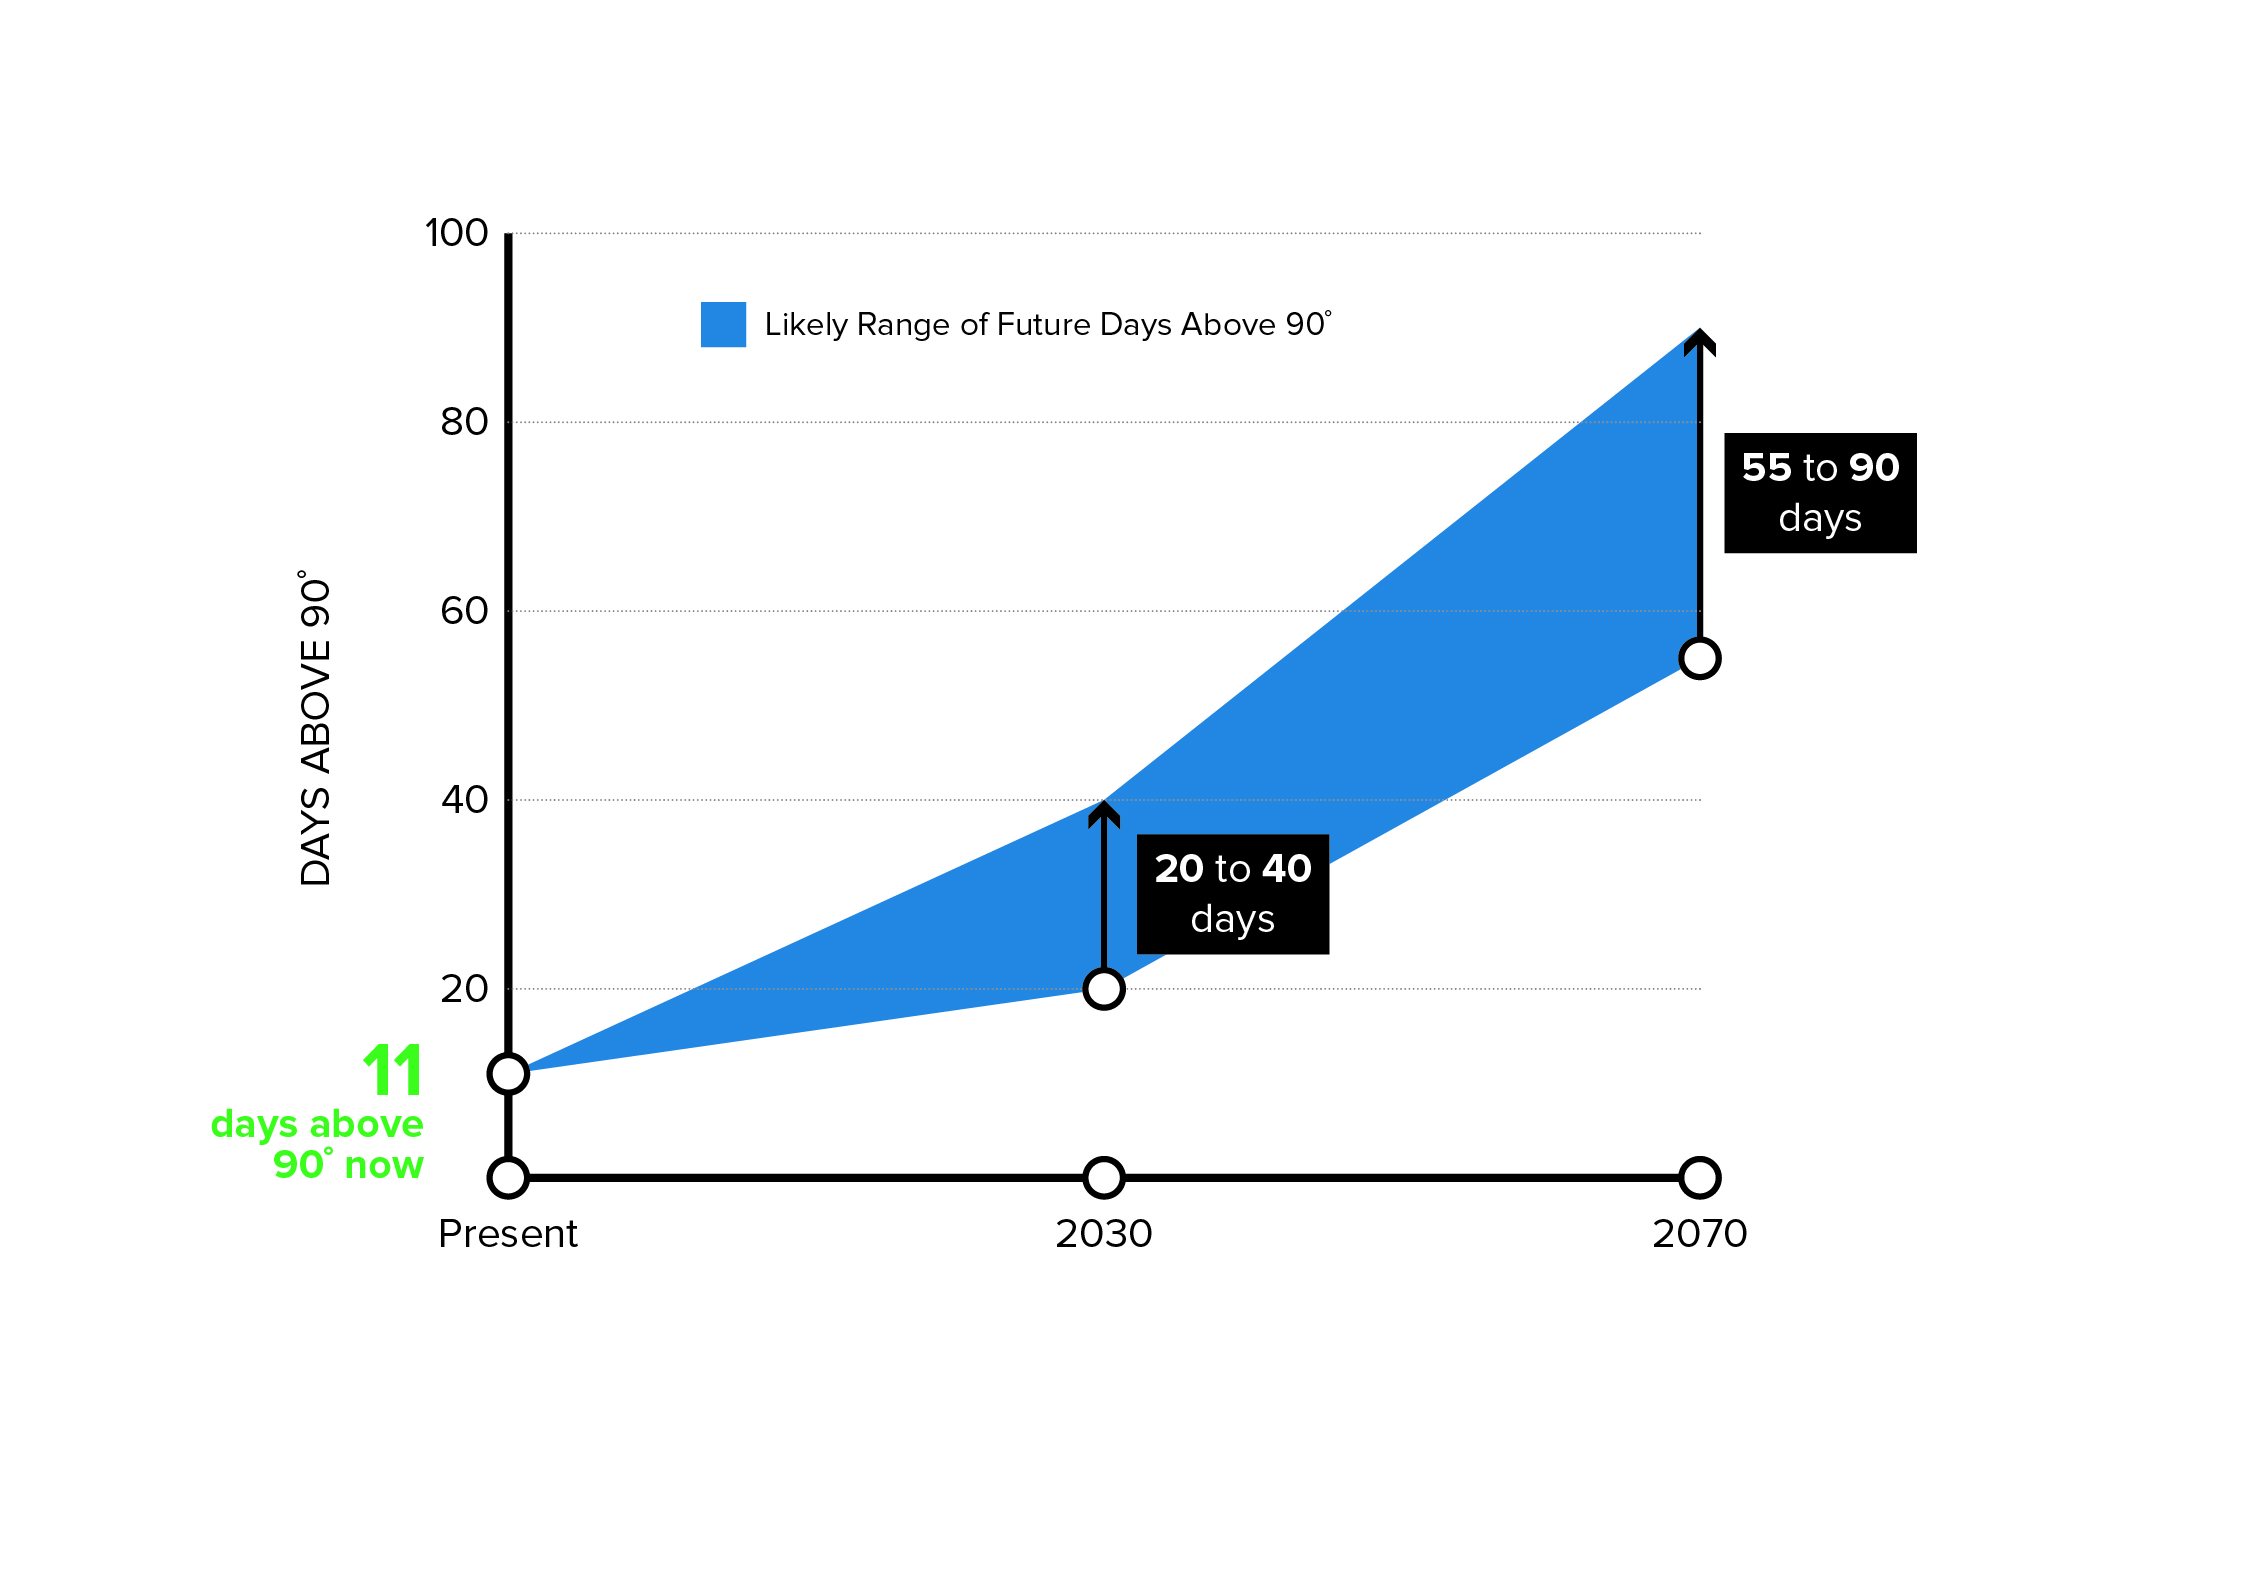 100
Likely Range of Future Days Above 90°
80
55 to 90
days
60
DAYS ABOVE 90°
40
20 to 40
days
20
11
days above
90° now
Present
2030
2070